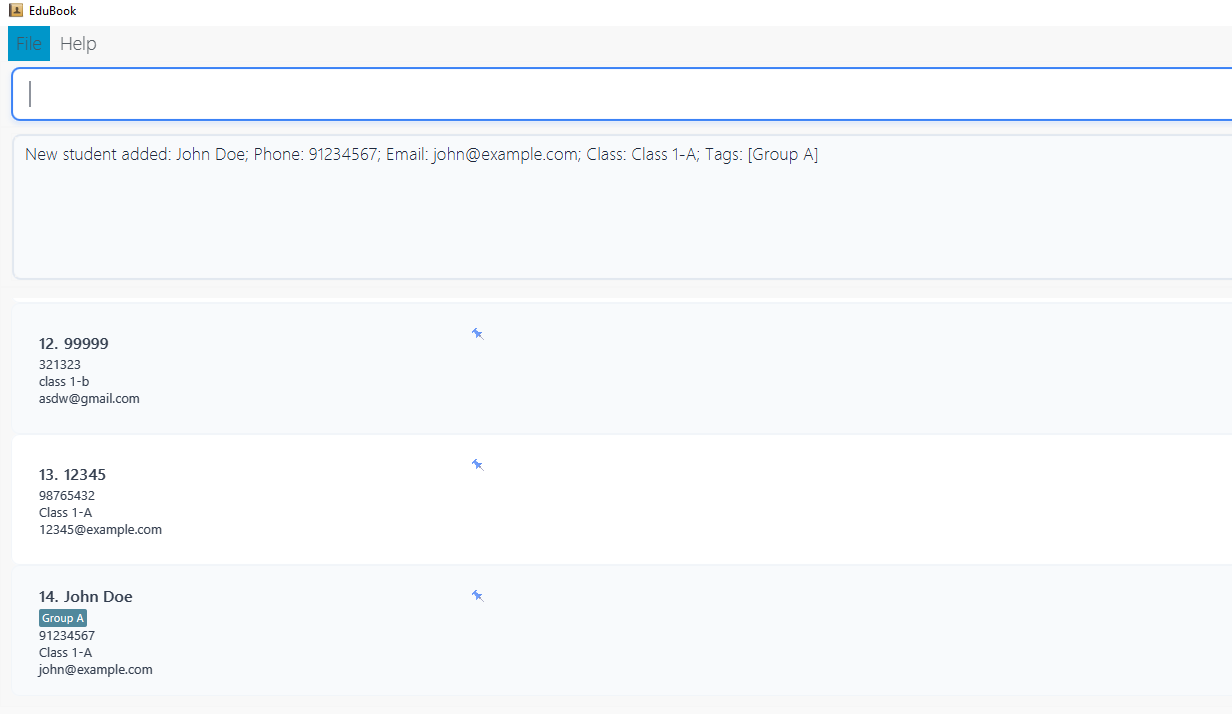 EduBook
File Help
New student added: John Doe; Phone: 91234567; Email: john@example.com; Class: Class 1-A; Tags: [Group A]
12. 99999
321323
class 1-b
asdw@gmail.com
13. 12345
98765432
Class 1-A
12345@example.com
14. John Doe
Group A
91234567
Class 1-A
john@example.com